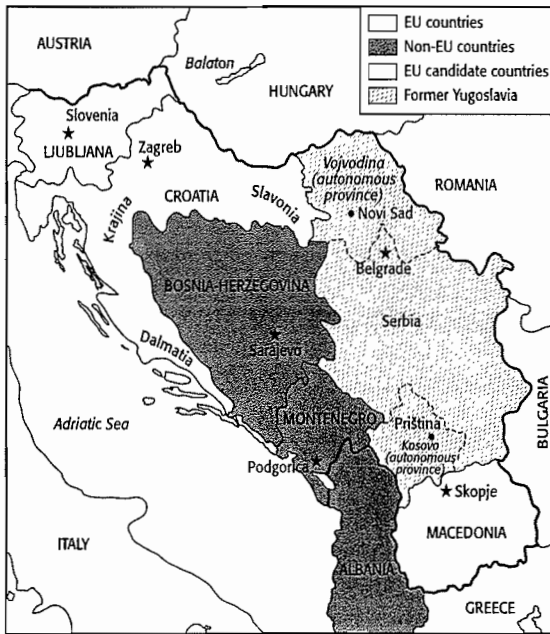 EU countries
Non-EU countries
EU candidate countries
Former Yugoslavia
AUSTRIA
Balaton
HUNGARY
Slovenia
LJUBLJANA
Zagreb
CROATIA
Slavonia
Krajina
Vojvodina
(autonomous
province)
Novi Sad
ROMANIA
Belgrade
BOSNIA-HERZEGOVINA
Serbia
Sarajevo
Dalmatia
Adriatic Sea
MONTENEGRO
Priština
Kosovo
(autonomous
province)
BULGARIA
Podgorica
Skopje
MACEDONIA
ITALY
ALBANIA
GREECE